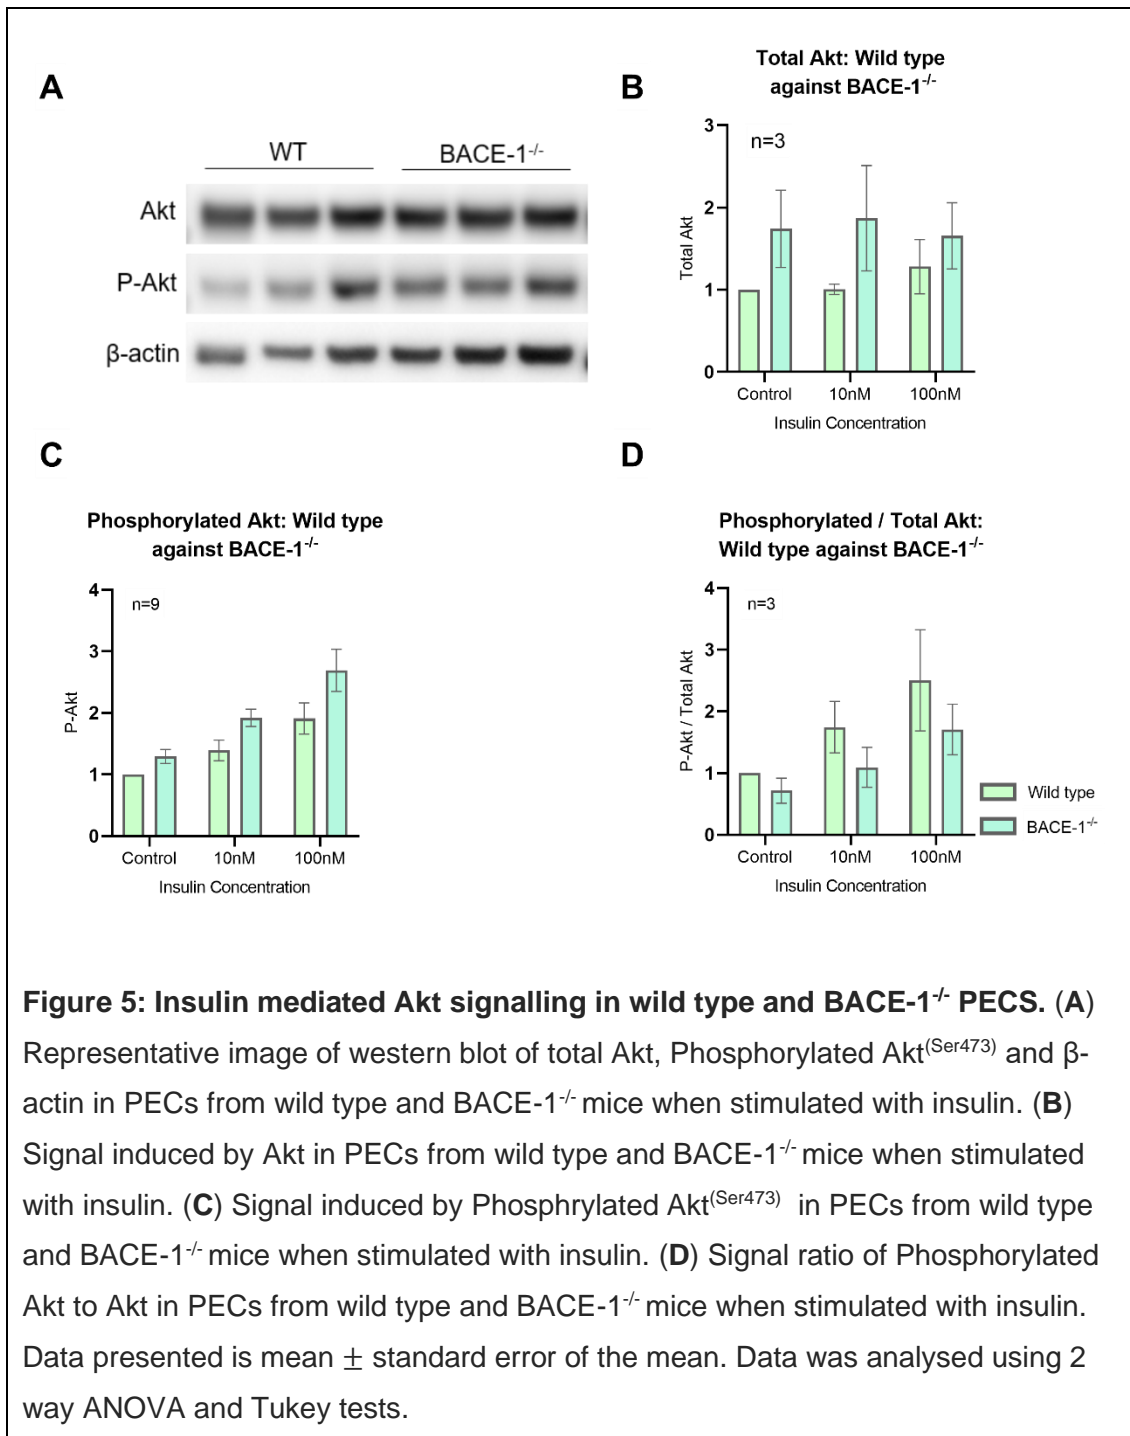 A
WT
BACE-1-/-
Akt
P-Akt
β-actin
B
Total Akt: Wild type
against BACE-1-/-
n=3
3
2
1
0
Total Akt
Control
10nM
100nM
Insulin Concentration
C
Phosphorylated Akt: Wild type
against BACE-1-/-
n=9
4
3
2
1
0
P-Akt
Control
10nM
100nM
Insulin Concentration
D
Phosphorylated / Total Akt:
Wild type against BACE-1-/-
n=3
4
3
2
1
0
P-Akt / Total Akt
Control
10nM
100nM
Insulin Concentration
Wild type
BACE-1-/-
Figure 5: Insulin mediated Akt signalling in wild type and BACE-1-/- PECS. (A)
Representative image of western blot of total Akt, Phosphorylated Akt(Ser473) and β-
actin in PECs from wild type and BACE-1-/- mice when stimulated with insulin. (B)
Signal induced by Akt in PECs from wild type and BACE-1-/- mice when stimulated
with insulin. (C) Signal induced by Phosphrylated Akt(Ser473) in PECs from wild type
and BACE-1-/- mice when stimulated with insulin. (D) Signal ratio of Phosphorylated
Akt to Akt in PECs from wild type and BACE-1-/- mice when stimulated with insulin.
Data presented is mean ± standard error of the mean. Data was analysed using 2
way ANOVA and Tukey tests.